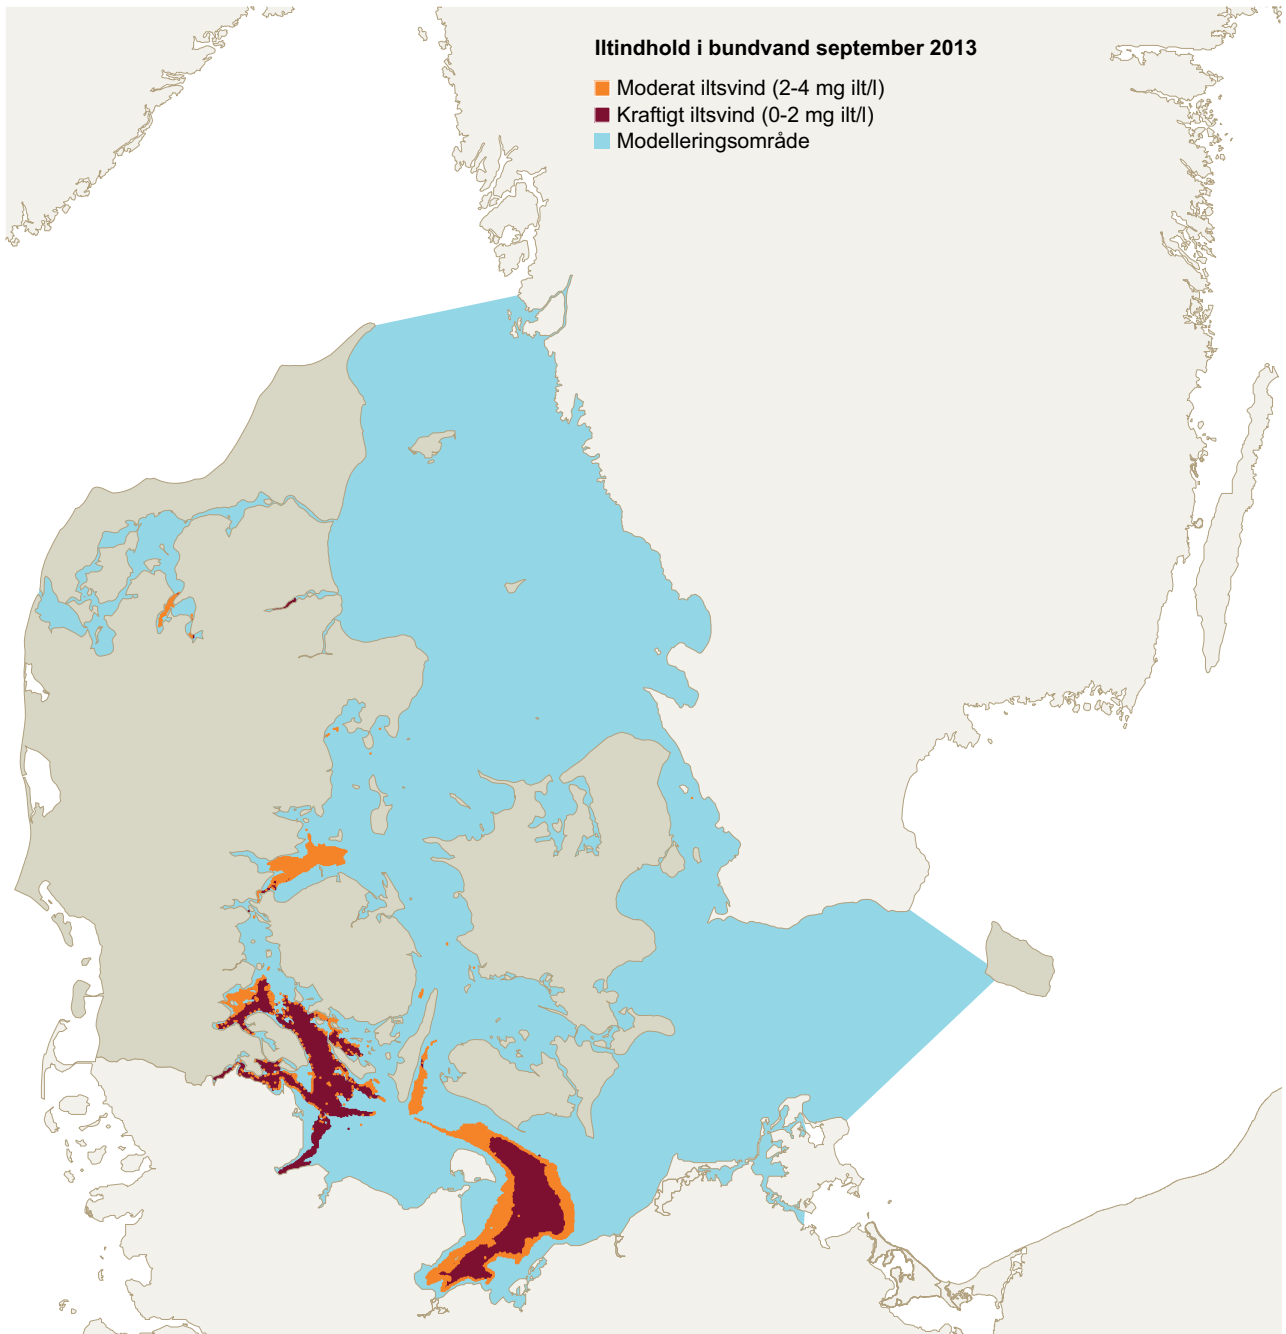 Iltindhold i bundvand september 2013
Moderat iltsvind (2-4 mg ilt/l)
Kraftigt iltsvind (0-2 mg ilt/l)
Modelleringsområde